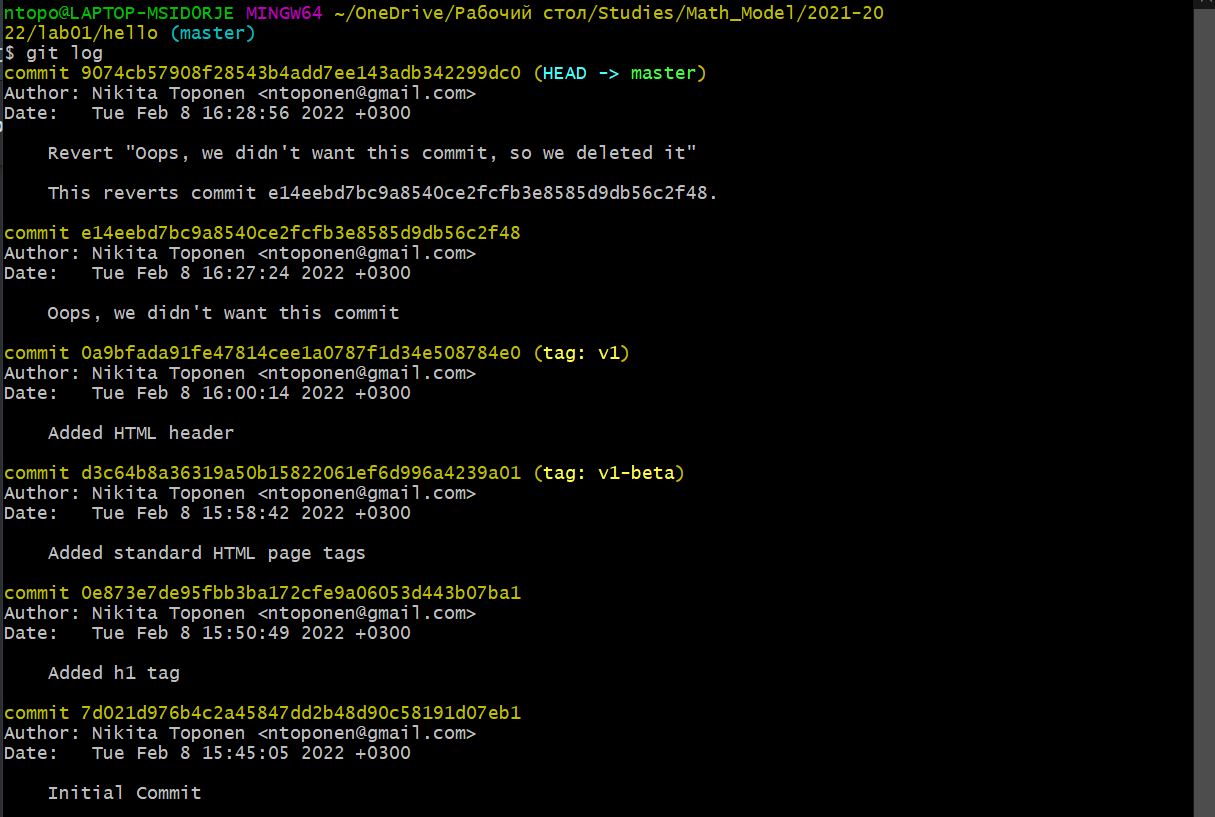 ntopo@LAPTOP-MSIDORJE MINGW64 ~/OneDrive/Рабочий стол/Studies/Math_Model/2021-20
22/lab01/hello (master)
$ git log
commit 9074cb57908f28543b4add7ee143adb342299dc0 (HEAD -> master)
Author: Nikita Toponen <ntoponen@gmail.com>
Date:   Tue Feb 8 16:28:56 2022 +0300

    Revert "Oops, we didn't want this commit, so we deleted it"

    This reverts commit e14eebd7bc9a8540ce2fcfb3e8585d9db56c2f48.

commit e14eebd7bc9a8540ce2fcfb3e8585d9db56c2f48
Author: Nikita Toponen <ntoponen@gmail.com>
Date:   Tue Feb 8 16:27:24 2022 +0300

    Oops, we didn't want this commit

commit 0a9bfada91fe47814cee1a0787f1d34e508784e0 (tag: v1)
Author: Nikita Toponen <ntoponen@gmail.com>
Date:   Tue Feb 8 16:00:14 2022 +0300

    Added HTML header

commit d3c64b8a36319a50b15822061ef6d996a4239a01 (tag: v1-beta)
Author: Nikita Toponen <ntoponen@gmail.com>
Date:   Tue Feb 8 15:58:42 2022 +0300

    Added standard HTML page tags

commit 0e873e7de95fbb3ba172cfe9a06053d443b07ba1
Author: Nikita Toponen <ntoponen@gmail.com>
Date:   Tue Feb 8 15:50:49 2022 +0300

    Added h1 tag

commit 7d021d976b4c2a45847dd2b48d90c58191d07eb1
Author: Nikita Toponen <ntoponen@gmail.com>
Date:   Tue Feb 8 15:45:05 2022 +0300

    Initial Commit